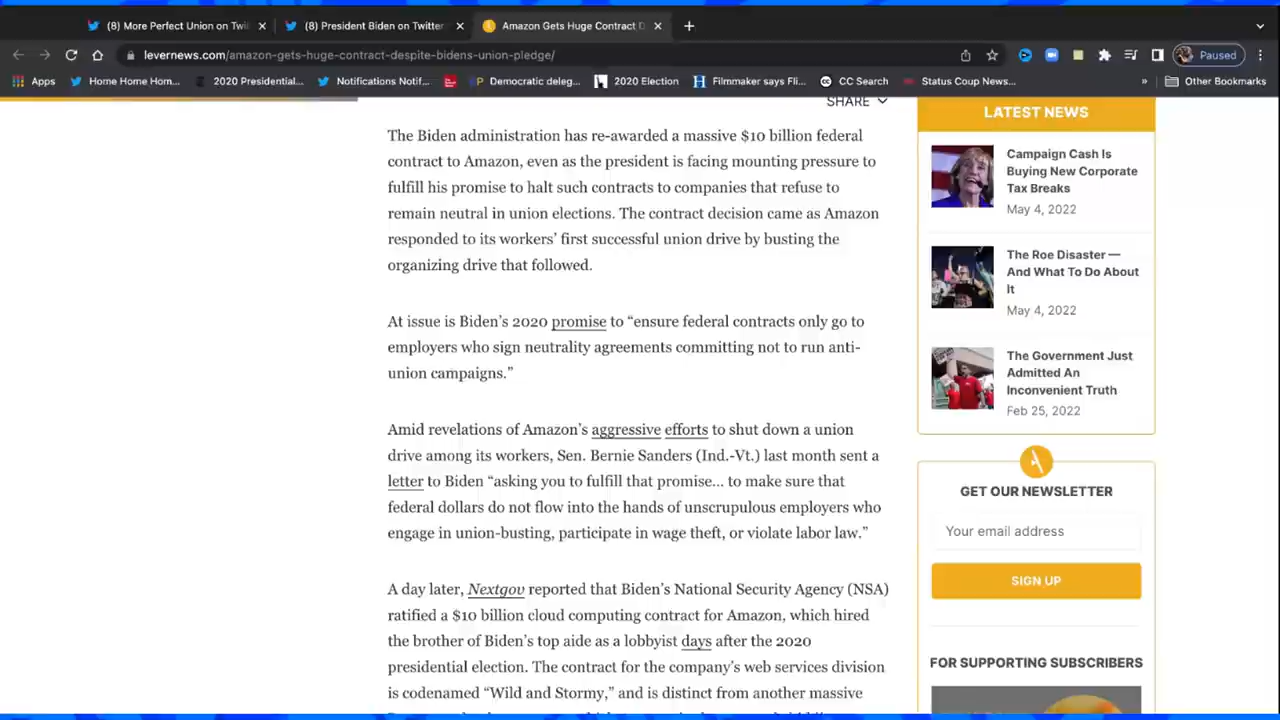 (8) More Perfect Union on Twi
(8) President Biden on Twitter
Amazon Gets Huge Contract D
levernews.com/amazon-gets-huge-contract-despite-bidens-union-pledge/
Paused
Apps
Home Home Hom...
2020 Presidential...
Notifications Notif...
Democratic deleg...
2020 Election
Filmmaker says Fli...
CC Search
Status Coup News...
»
Other Bookmarks
SHARE
The Biden administration has re-awarded a massive $10 billion federal
contract to Amazon, even as the president is facing mounting pressure to
fulfill his promise to halt such contracts to companies that refuse to
remain neutral in union elections. The contract decision came as Amazon
responded to its workers’ first successful union drive by busting the
organizing drive that followed.
At issue is Biden’s 2020 promise to “ensure federal contracts only go to
employers who sign neutrality agreements committing not to run anti-
union campaigns.”
Amid revelations of Amazon’s aggressive efforts to shut down a union
drive among its workers, Sen. Bernie Sanders (Ind.-Vt.) last month sent a
letter to Biden “asking you to fulfill that promise… to make sure that
federal dollars do not flow into the hands of unscrupulous employers who
engage in union-busting, participate in wage theft, or violate labor law.”
A day later, Nextgov reported that Biden’s National Security Agency (NSA)
ratified a $10 billion cloud computing contract for Amazon, which hired
the brother of Biden’s top aide as a lobbyist days after the 2020
presidential election. The contract for the company’s web services division
is codenamed “Wild and Stormy,” and is distinct from another massive
LATEST NEWS
Campaign Cash Is
Buying New Corporate
Tax Breaks
May 4, 2022
The Roe Disaster —
And What To Do About
It
May 4, 2022
The Government Just
Admitted An
Inconvenient Truth
Feb 25, 2022
GET OUR NEWSLETTER
Your email address
SIGN UP
FOR SUPPORTING SUBSCRIBERS